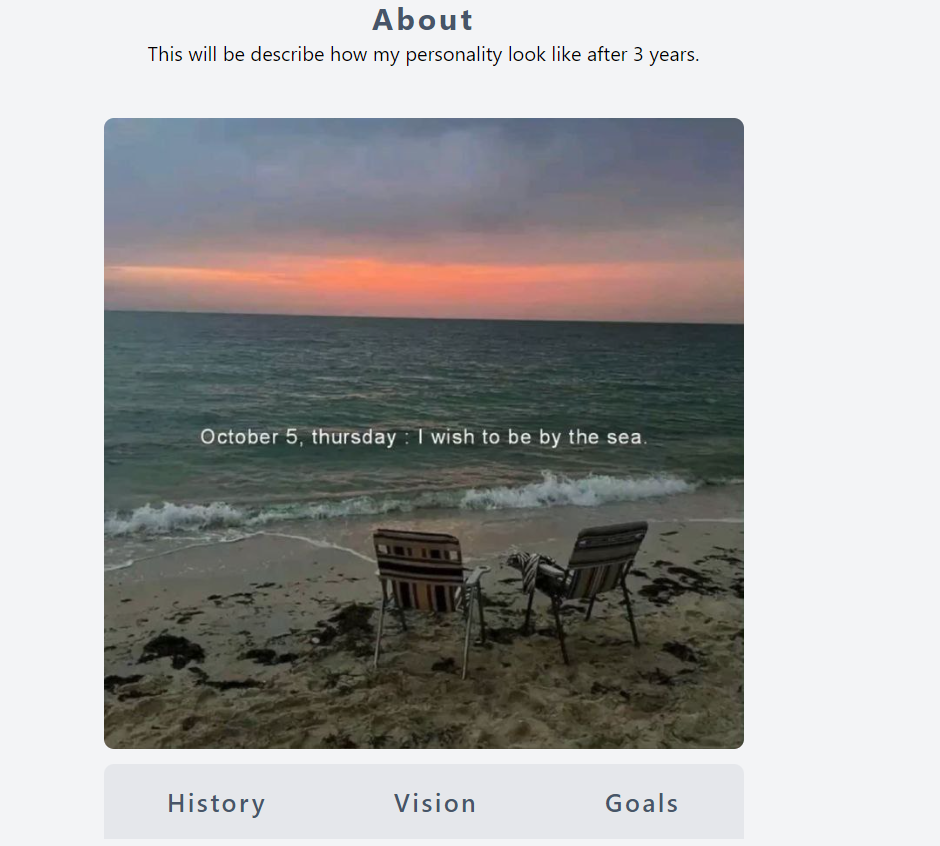 About
This will be describe how my personality look like after 3 years.
October 5, thursday : I wish to be by the sea.
History Vision Goals